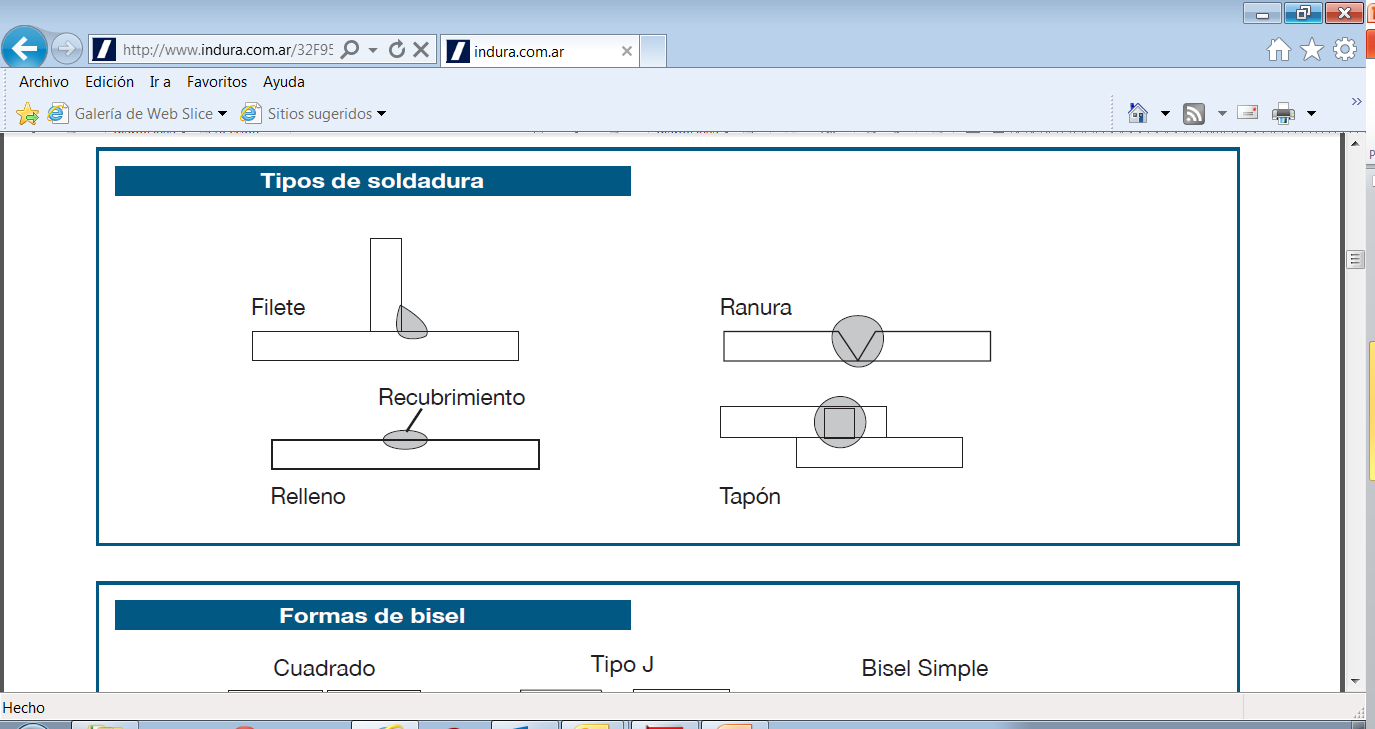 http://www.indura.com.ar/32F95
indura.com.ar
Archivo Edición Ir a Favoritos Ayuda
Galería de Web Slice Sitios sugeridos
Tipos de soldadura
Filete
Ranura
Recubrimiento
Relleno
Tapón
Formas de bisel
Cuadrado
Tipo J
Bisel Simple
Hecho